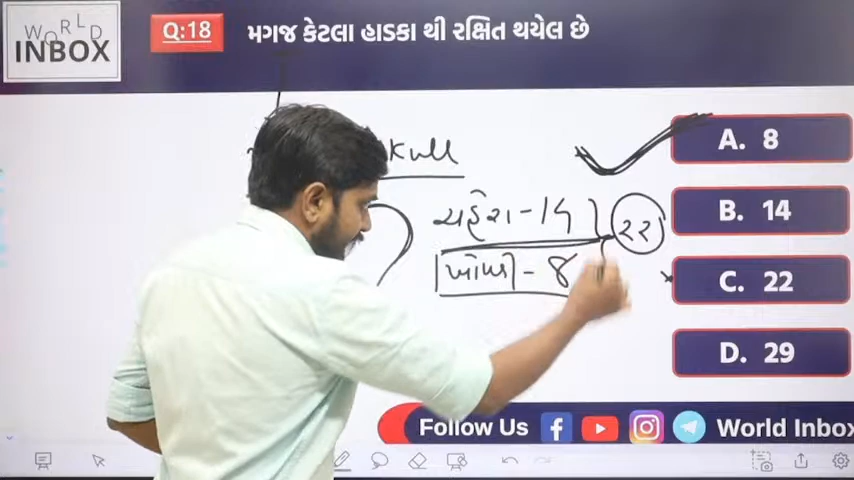 WORLD
INBOX
Q:18
મગજ કેટલા હાડકા થી રક્ષિત થયેલ છે
kull
A. 8
ચહેરા - 14
22
B. 14
ખોપરી - 8
C. 22
D. 29
Follow Us
World Inbox